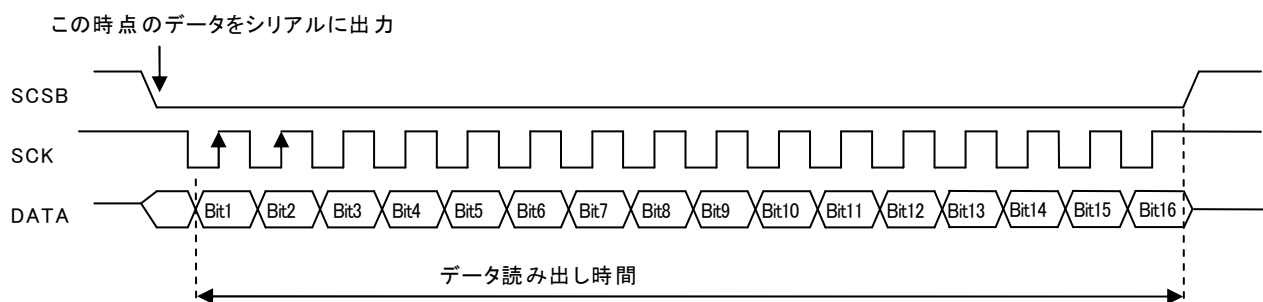 この時点のデータをシリアルに出力
SCSB
SCK
DATA Bit1 Bit2 Bit3 Bit4 Bit5 Bit6 Bit7 Bit8 Bit9 Bit10 Bit11 Bit12 Bit13 Bit14 Bit15 Bit16
データ読み出し時間